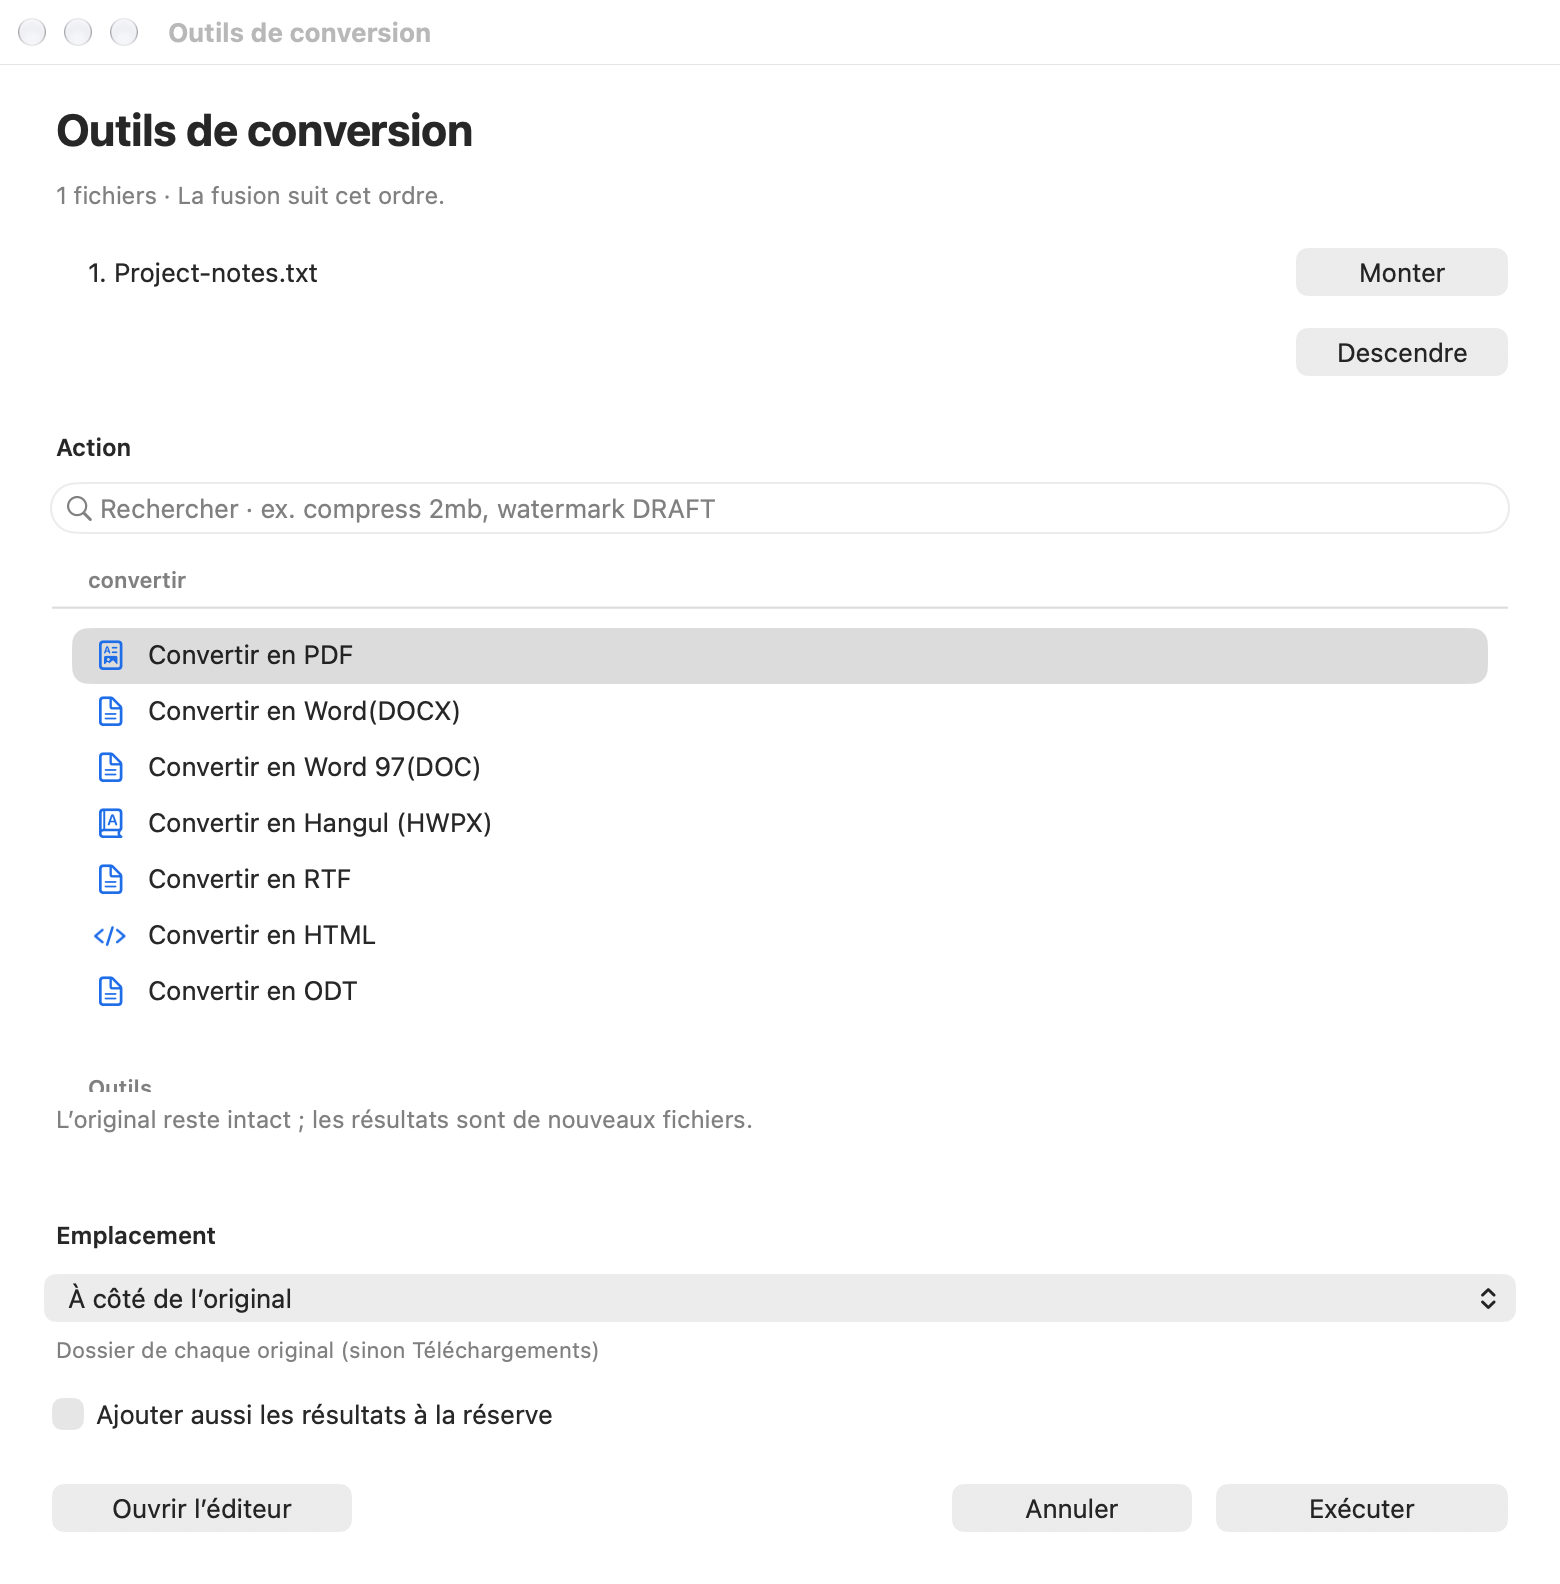 Outils de conversion
Outils de conversion
1 fichiers · La fusion suit cet ordre.
1. Project-notes.txt
Monter
Descendre
Action
Rechercher · ex. compress 2mb, watermark DRAFT
convertir
Convertir en PDF
Convertir en Word(DOCX)
Convertir en Word 97(DOC)
Convertir en Hangul (HWPX)
Convertir en RTF
Convertir en HTML
Convertir en ODT
Outils
L’original reste intact ; les résultats sont de nouveaux fichiers.
Emplacement
À côté de l’original
Dossier de chaque original (sinon Téléchargements)
Ajouter aussi les résultats à la réserve
Ouvrir l’éditeur
Annuler
Exécuter